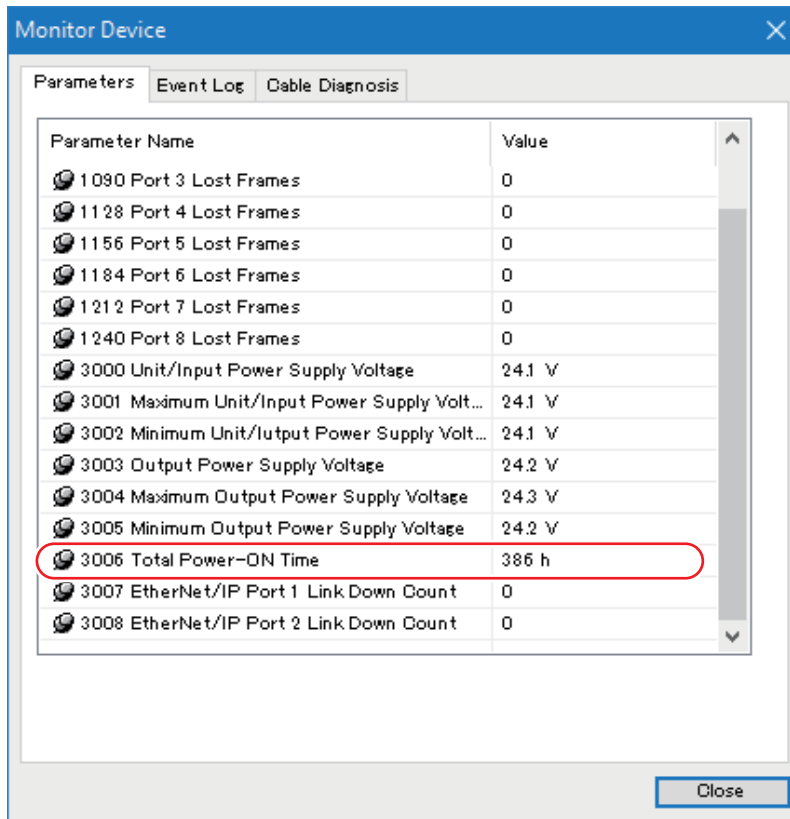 Monitor Device
Parameters Event Log Cable Diagnosis
Parameter Name Value
1090 Port 3 Lost Frames 0
1128 Port 4 Lost Frames 0
1156 Port 5 Lost Frames 0
1184 Port 6 Lost Frames 0
1212 Port 7 Lost Frames 0
1240 Port 8 Lost Frames 0
3000 Unit/Input Power Supply Voltage 24.1 V
3001 Maximum Unit/Input Power Supply Volt... 24.1 V
3002 Minimum Unit/Iutput Power Supply Volt... 24.1 V
3003 Output Power Supply Voltage 24.2 V
3004 Maximum Output Power Supply Voltage 24.3 V
3005 Minimum Output Power Supply Voltage 24.2 V
3006 Total Power-ON Time 386 h
3007 EtherNet/IP Port 1 Link Down Count 0
3008 EtherNet/IP Port 2 Link Down Count 0
Close